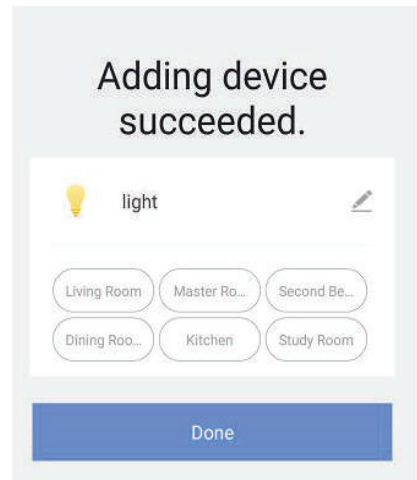 Adding device
succeeded.
light
Living Room Master Ro... Second Be...
Dining Roo... Kitchen Study Room
Done